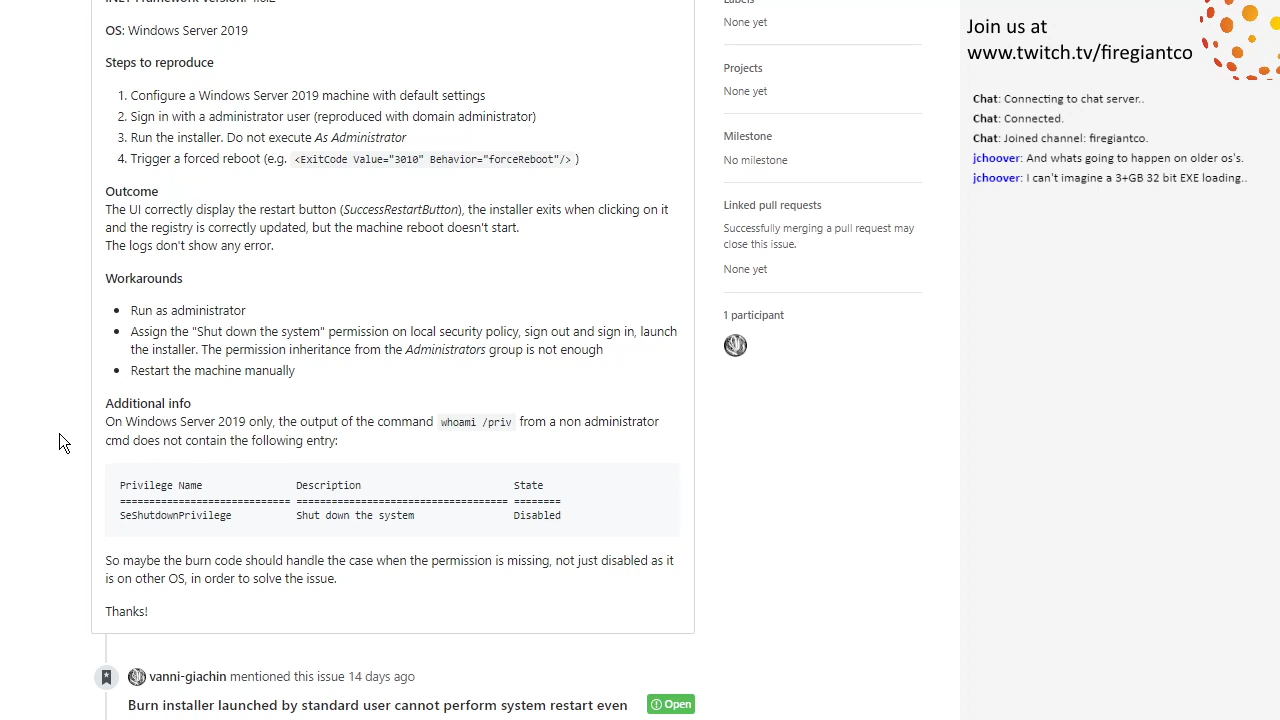 OS: Windows Server 2019
Steps to reproduce
1. Configure a Windows Server 2019 machine with default settings
2. Sign in with a administrator user (reproduced with domain administrator)
3. Run the installer. Do not execute As Administrator
4. Trigger a forced reboot (e.g. <ExitCode Value="3010" Behavior="forceReboot"/> )
Outcome
The UI correctly display the restart button (SuccessRestartButton), the installer exits when clicking on it
and the registry is correctly updated, but the machine reboot doesn't start.
The logs don't show any error.
Workarounds
Run as administrator
Assign the "Shut down the system" permission on local security policy, sign out and sign in, launch
the installer. The permission inheritance from the Administrators group is not enough
Restart the machine manually
Additional info
On Windows Server 2019 only, the output of the command whoami /priv from a non administrator
cmd does not contain the following entry:
Privilege Name Description State
============================= ==================================== ========
SeShutdownPrivilege Shut down the system Disabled
So maybe the burn code should handle the case when the permission is missing, not just disabled as it
is on other OS, in order to solve the issue.
Thanks!
vanni-giachin mentioned this issue 14 days ago
Burn installer launched by standard user cannot perform system restart even
Open
None yet
Projects
None yet
Milestone
No milestone
Linked pull requests
Successfully merging a pull request may
close this issue.
None yet
1 participant
Join us at
www.twitch.tv/firegiantco
Chat: Connecting to chat server..
Chat: Connected.
Chat: Joined channel: firegiantco.
jchoover: And whats going to happen on older os's.
jchoover: I can't imagine a 3+GB 32 bit EXE loading..